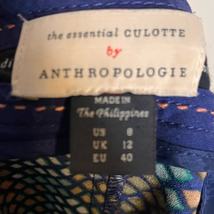 the essential CULOTTE
by
ANTHROPOLOGIE
MADE IN
The Philippines
US 8
UK 12
EU 40